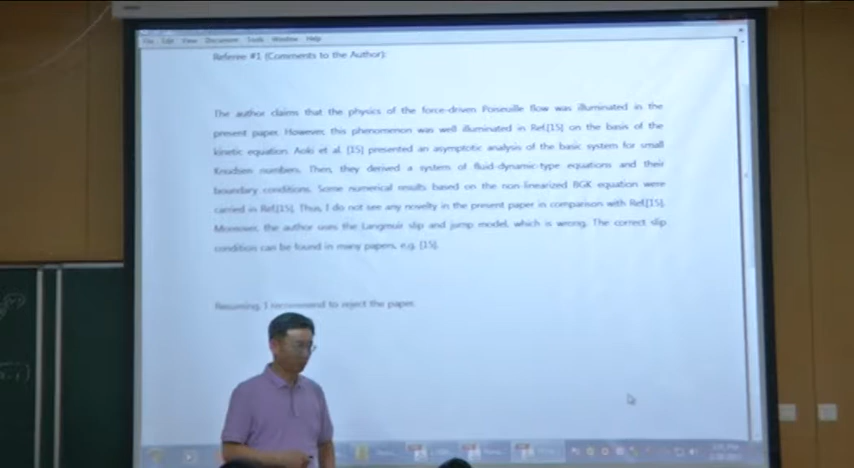 Edit View Document Tools Window Help
Referee #1 (Comments to the Author):
The author claims that the physics of the force-driven Poiseuille flow was illuminated in the
present paper. However, this phenomenon was well illuminated in Ref.[15] on the basis of the
kinetic equation. Aoki et al. [15] presented an asymptotic analysis of the basic system for small
Knudsen numbers. Then, they derived a system of fluid-dynamic-type equations and their
boundary conditions. Some numerical results based on the non-linearized BGK equation were
carried in Ref.[15]. Thus, I do not see any novelty in the present paper in comparison with Ref.[15].
Moreover, the author uses the Langmuir slip and jump model, which is wrong. The correct slip
condition can be found in many papers, e.g. [15].
Resuming, I recommend to reject the paper.